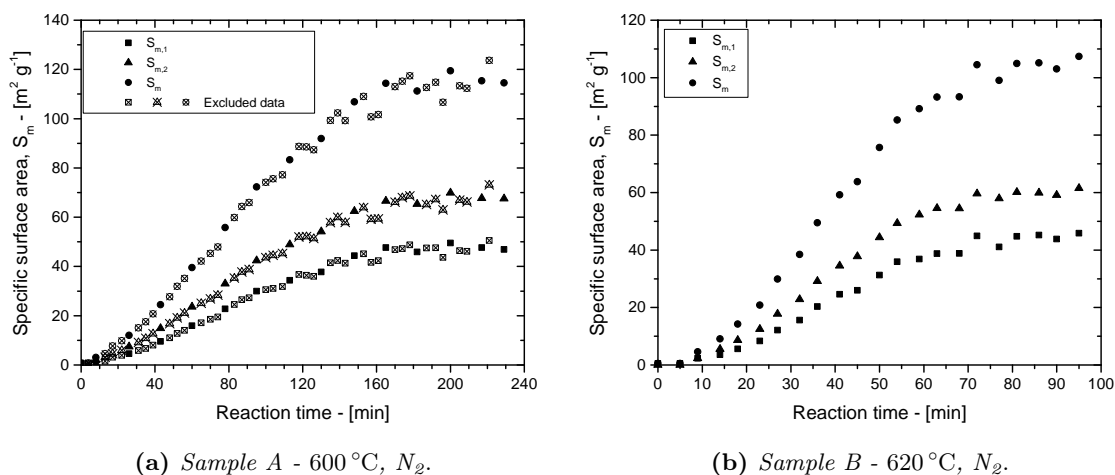 S_m,1
S_m,2
S_m
Excluded data
Specific surface area, S_m - [m² g⁻¹]
140
120
100
80
60
40
20
0
0 40 80 120 160 200 240
Reaction time - [min]
(a) Sample A - 600 °C, N₂.
S_m,1
S_m,2
S_m
Specific surface area, S_m - [m² g⁻¹]
120
100
80
60
40
20
0
0 10 20 30 40 50 60 70 80 90 100
Reaction time - [min]
(b) Sample B - 620 °C, N₂.